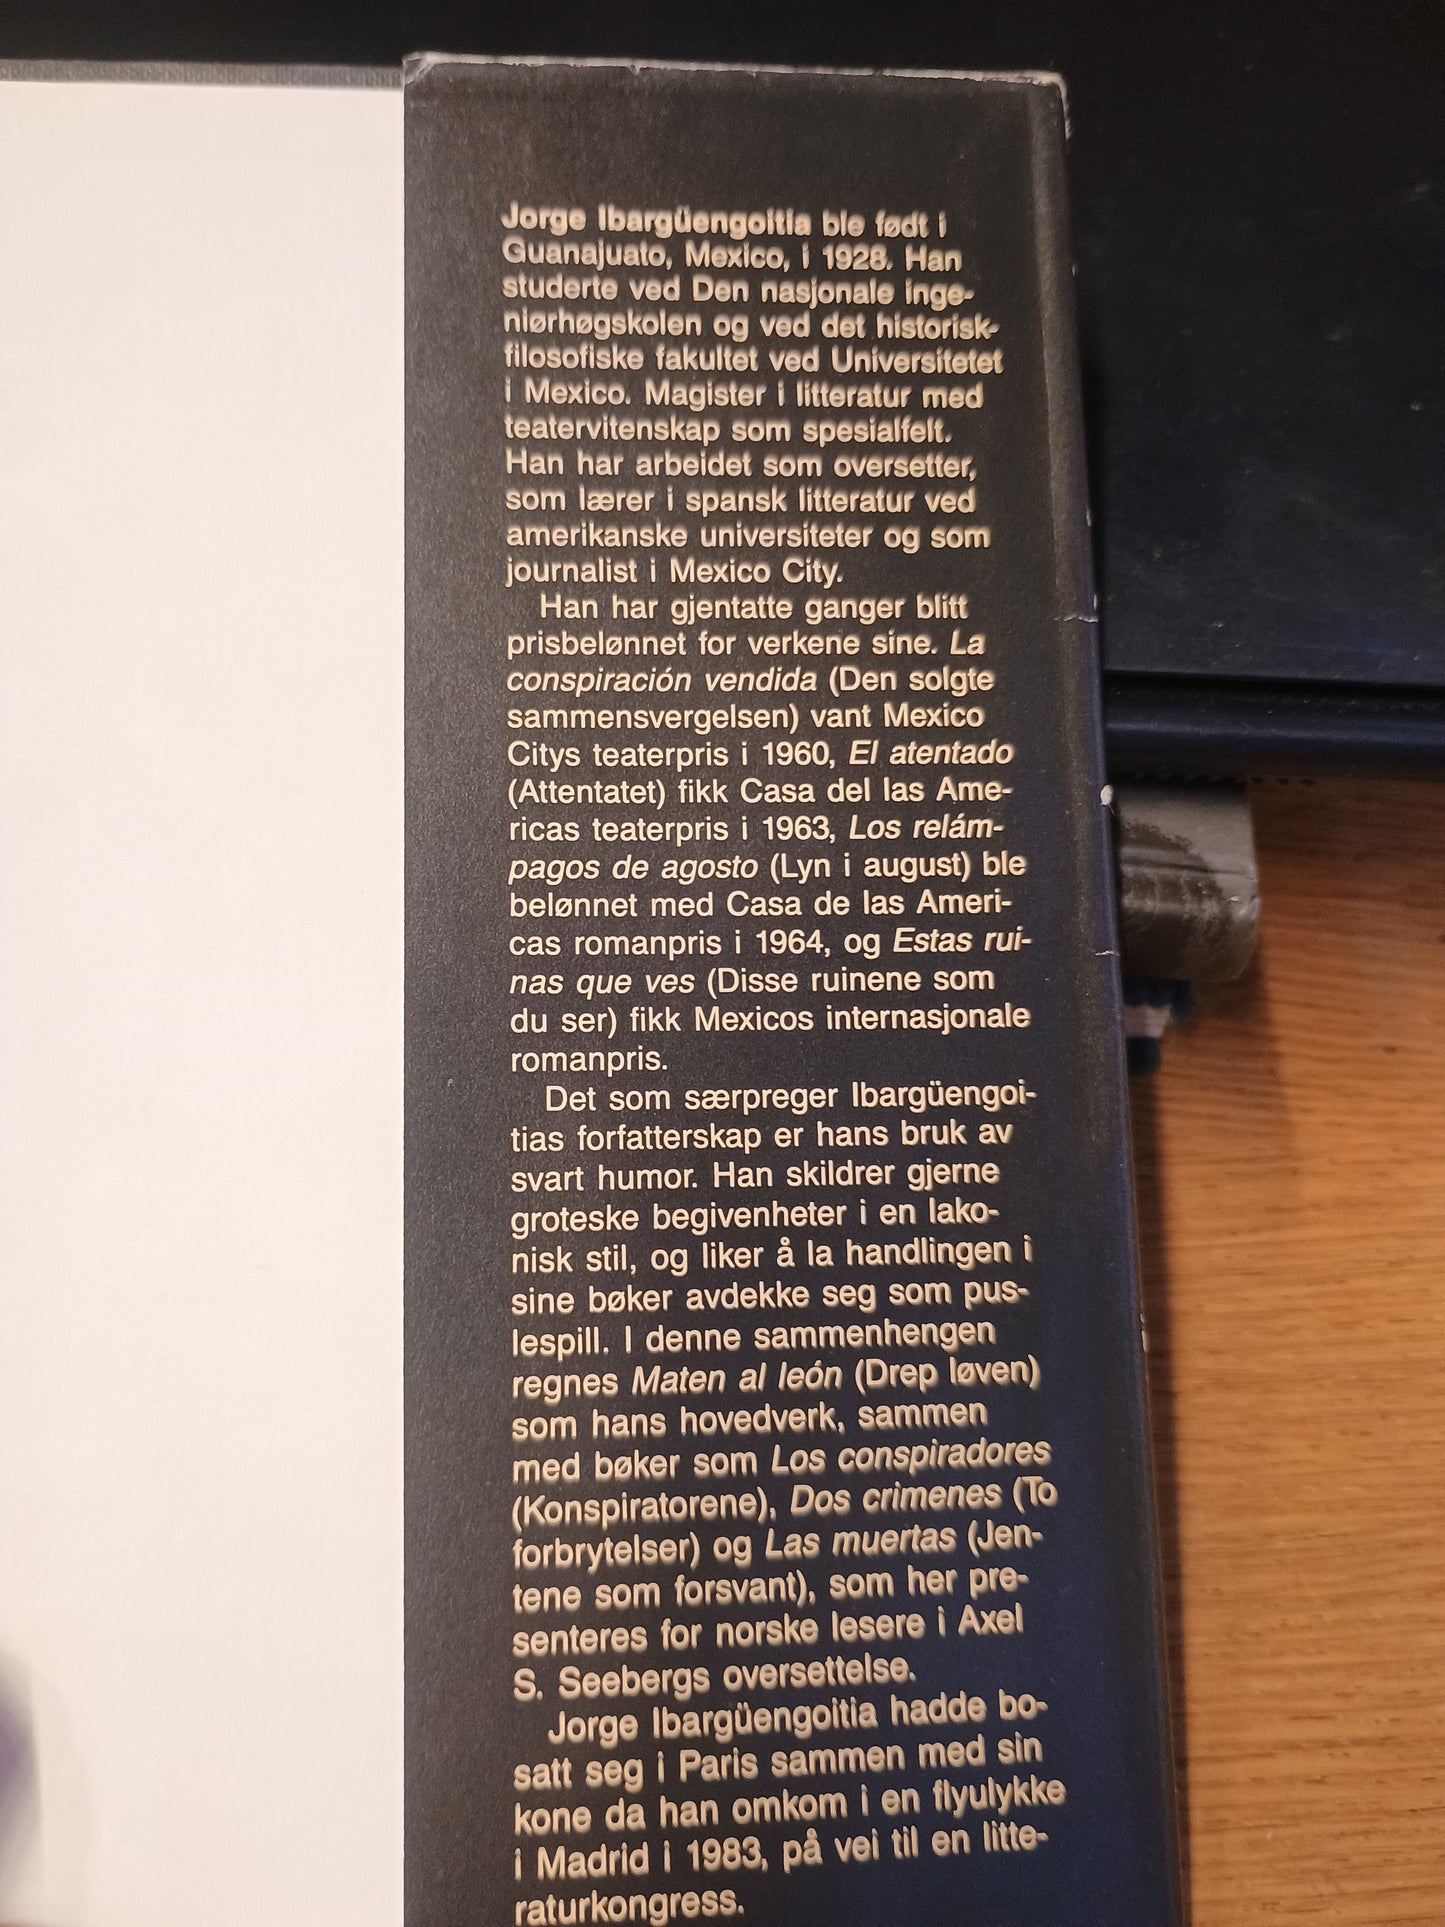 Jorge Ibargüengoitia ble født i
Guanajuato, Mexico, i 1928. Han
studerte ved Den nasjonale inge-
niørhøgskolen og ved det historisk-
filosofiske fakultet ved Universitetet
i Mexico. Magister i litteratur med
teatervitenskap som spesialfelt.
Han har arbeidet som oversetter,
som lærer i spansk litteratur ved
amerikanske universiteter og som
journalist i Mexico City.
Han har gjentatte ganger blitt
prisbelønnet for verkene sine. La
conspiración vendida (Den solgte
sammensvergelsen) vant Mexico
Citys teaterpris i 1960, El atentado
(Attentatet) fikk Casa del las Ame-
ricas teaterpris i 1963, Los relám-
pagos de agosto (Lyn i august) ble
belønnet med Casa de las Ameri-
cas romanpris i 1964, og Estas rui-
nas que ves (Disse ruinene som
du ser) fikk Mexicos internasjonale
romanpris.
Det som særpreger Ibargüengoi-
tias forfatterskap er hans bruk av
svart humor. Han skildrer gjerne
groteske begivenheter i en lako-
nisk stil, og liker å la handlingen i
sine bøker avdekke seg som pus-
lespill. I denne sammenhengen
regnes Maten al león (Drep løven)
som hans hovedverk, sammen
med bøker som Los conspiradores
(Konspiratorene), Dos crimenes (To
forbrytelser) og Las muertas (Jen-
tene som forsvant), som her pre-
senteres for norske lesere i Axel
S. Seebergs oversettelse.
Jorge Ibargüengoitia hadde bo-
satt seg i Paris sammen med sin
kone da han omkom i en flyulykke
i Madrid i 1983, på vei til en litte-
raturkongress.